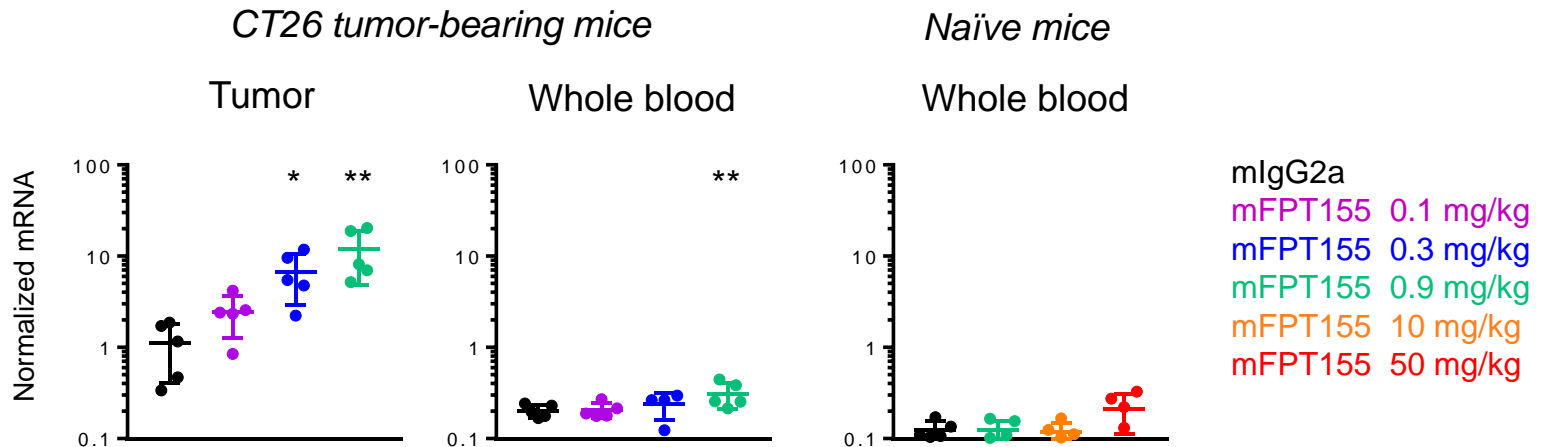 CT26 tumor-bearing mice
Naïve mice
Tumor
Whole blood
Whole blood
Normalized mRNA
100
10
1
0.1
* **
100
10
1
0.1
**
100
10
1
0.1
mIgG2a
mFPT155 0.1 mg/kg
mFPT155 0.3 mg/kg
mFPT155 0.9 mg/kg
mFPT155 10 mg/kg
mFPT155 50 mg/kg